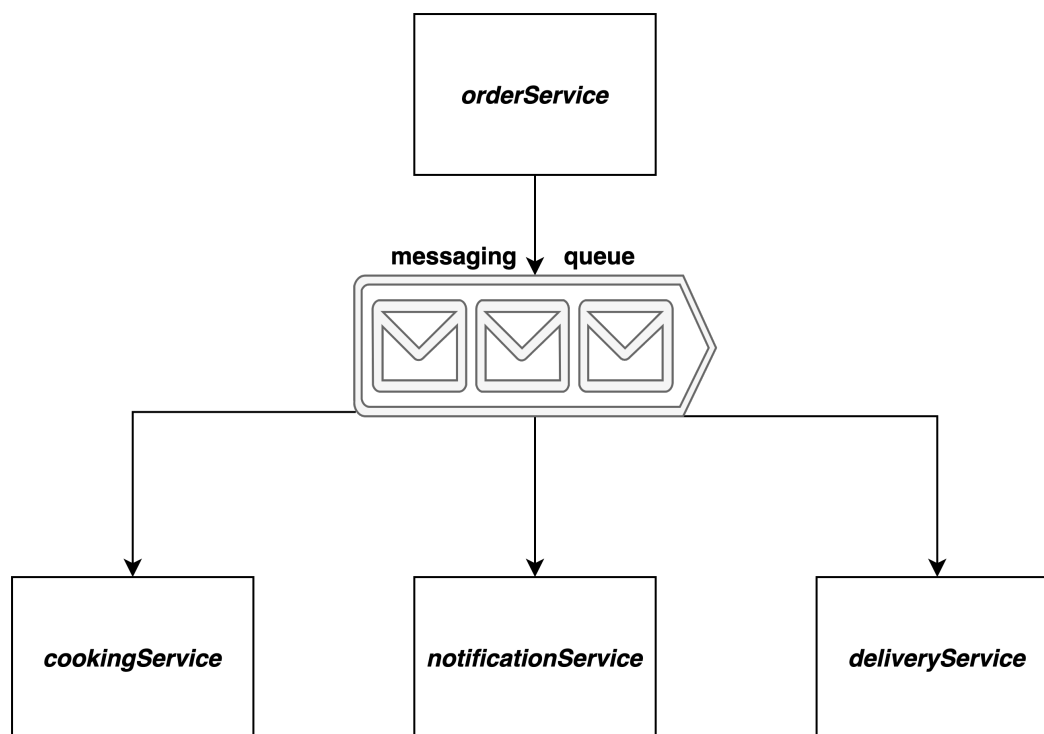 orderService
messaging queue
cookingService
notificationService
deliveryService